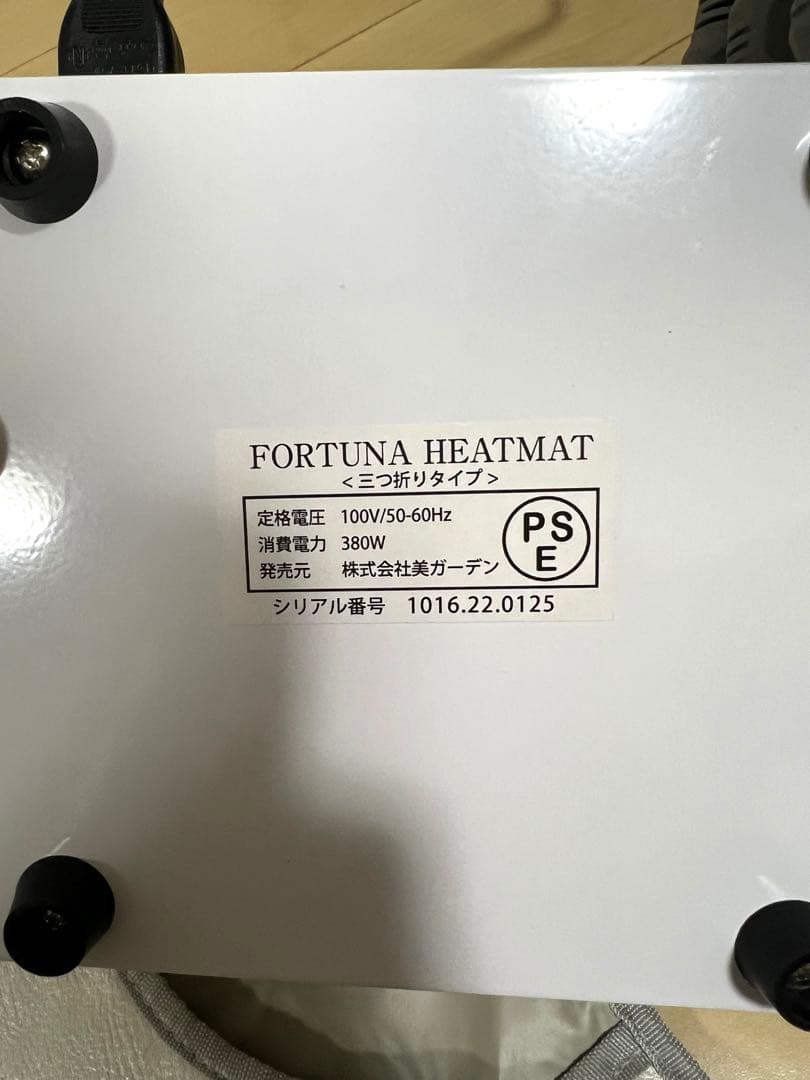 FORTUNA HEATMAT
<三つ折りタイプ>
定格電圧 100V/50-60Hz
消費電力 380W
発売元 株式会社美ガーデン
PS
E
シリアル番号 1016.22.0125